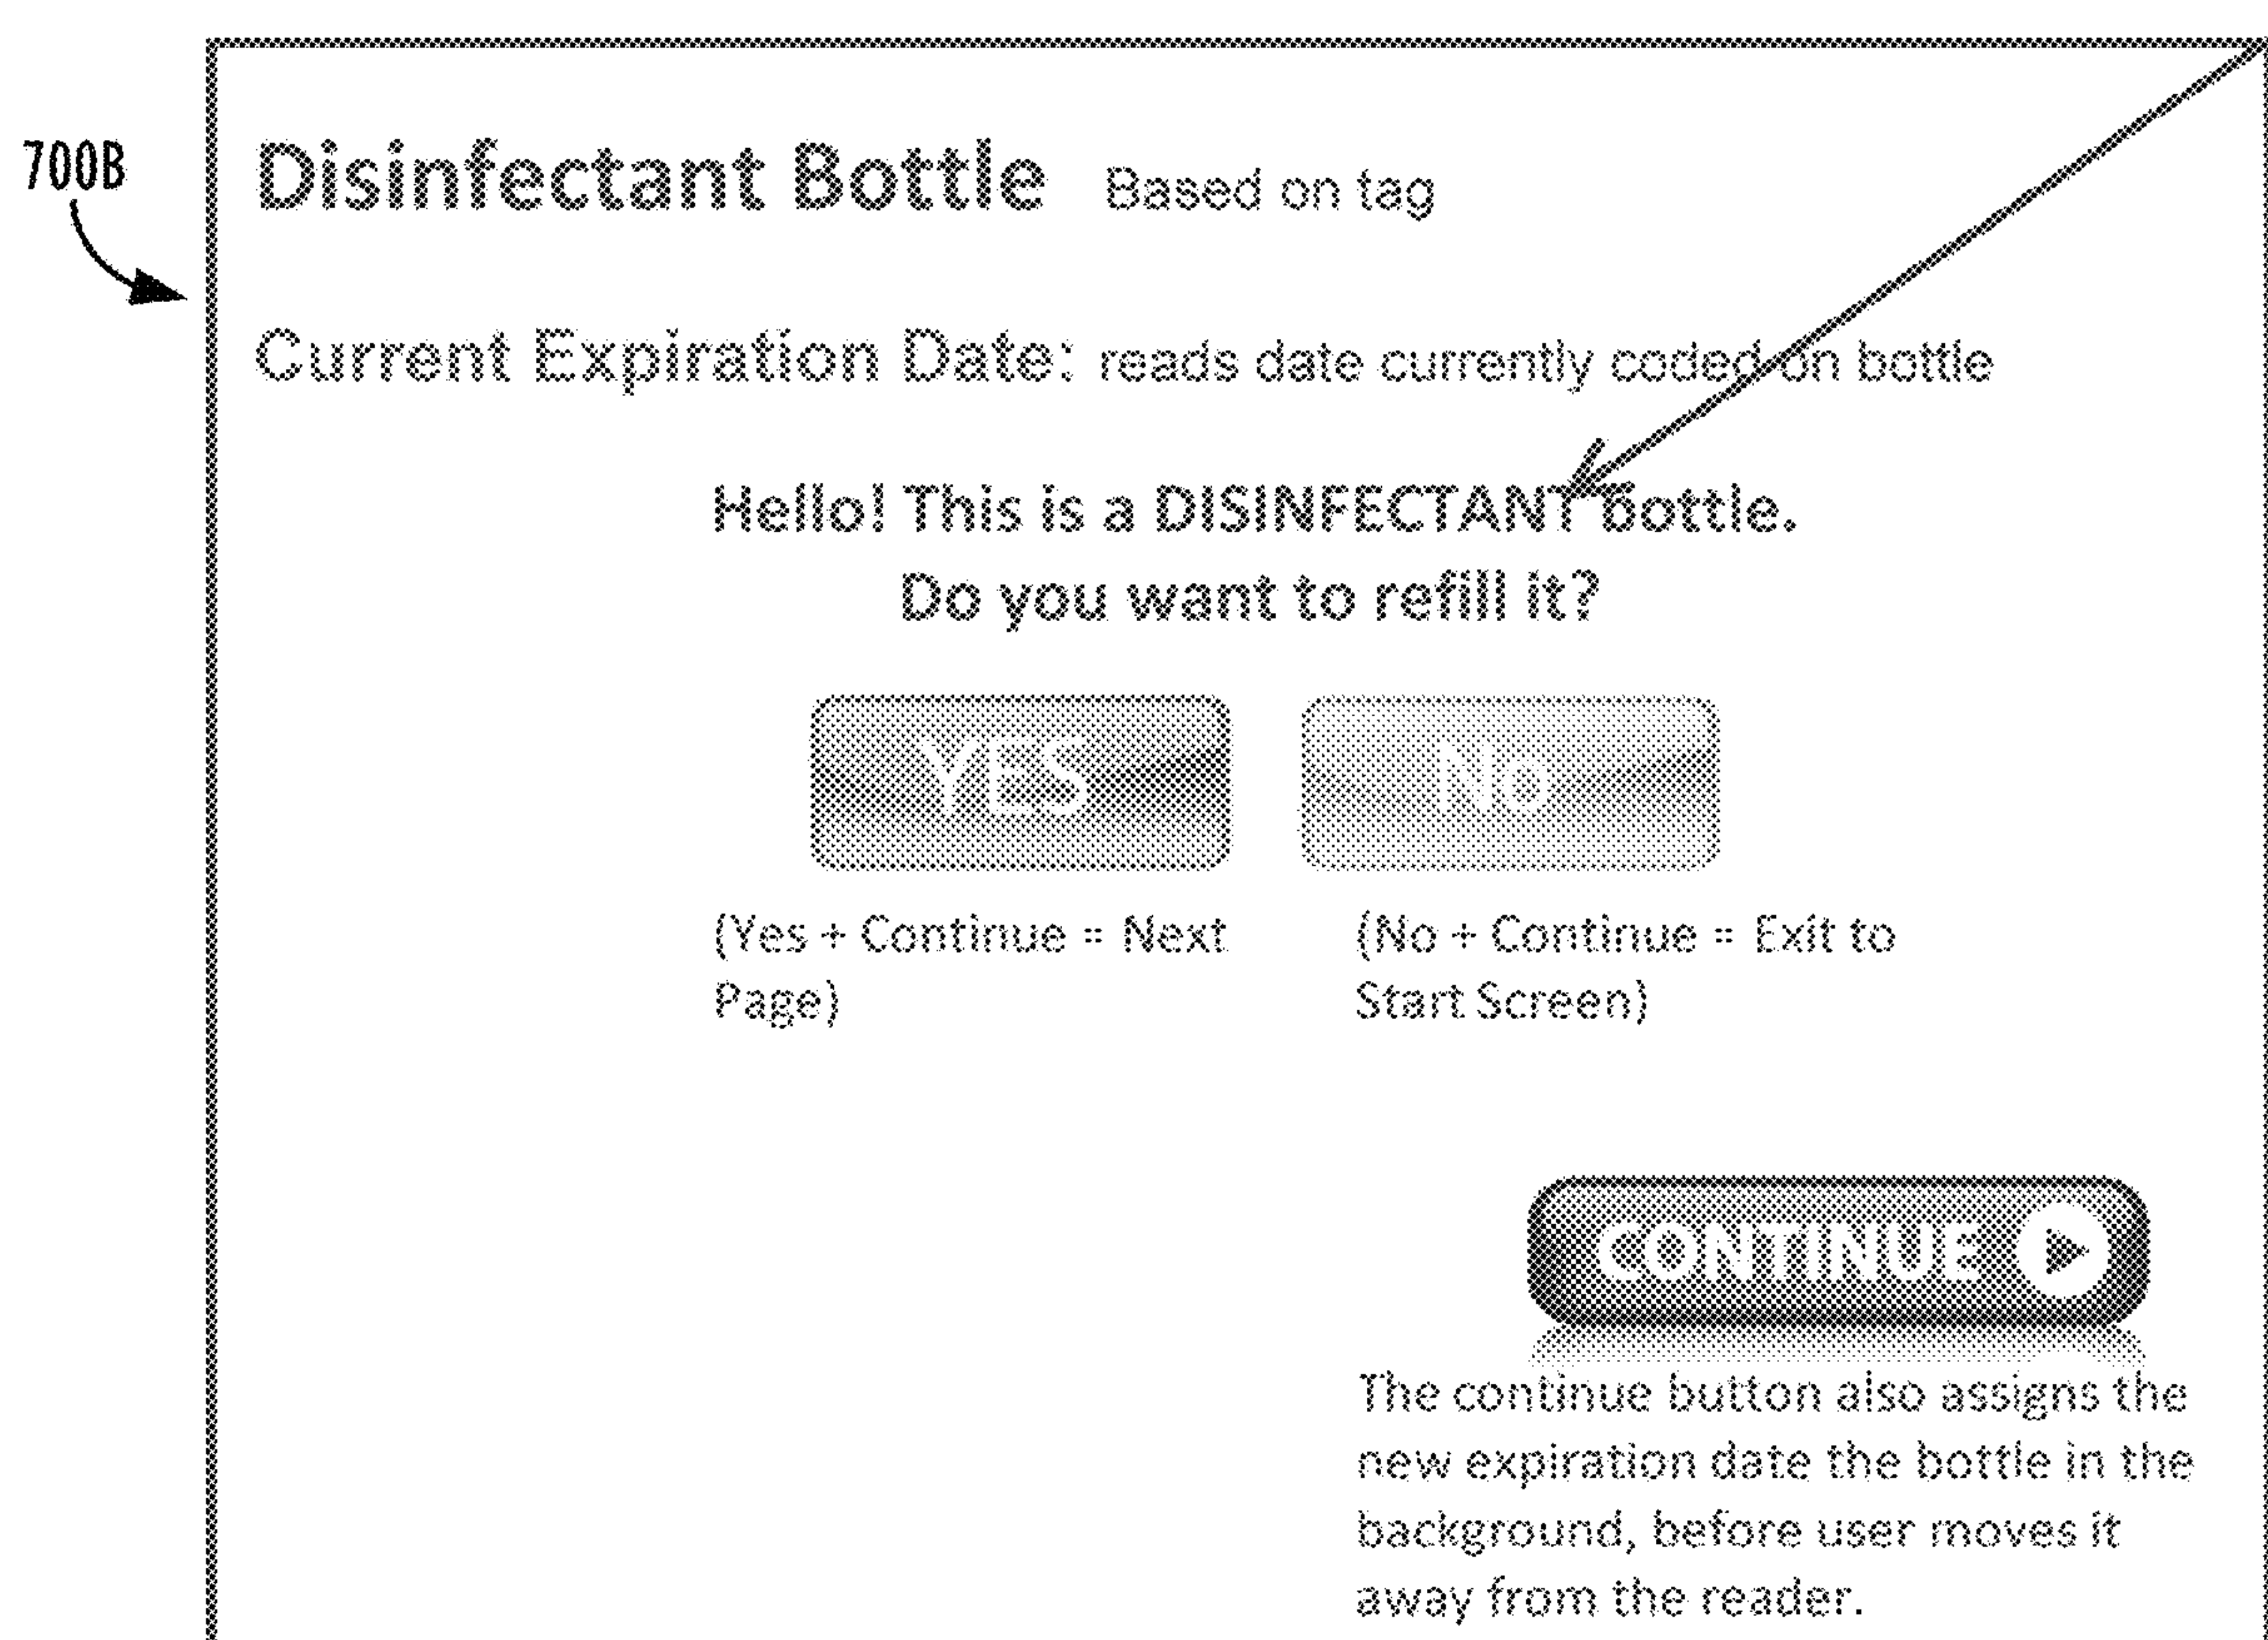 700B
Disinfectant Bottle Based on tag
Current Expiration Date: reads date currently coded on bottle
Hello! This is a DISINFECTANT bottle.
Do you want to refill it?
YES No
(Yes + Continue = Next
Page)
(No + Continue = Exit to
Start Screen)
CONTINUE
The continue button also assigns the
new expiration date the bottle in the
background, before user moves it
away from the reader.